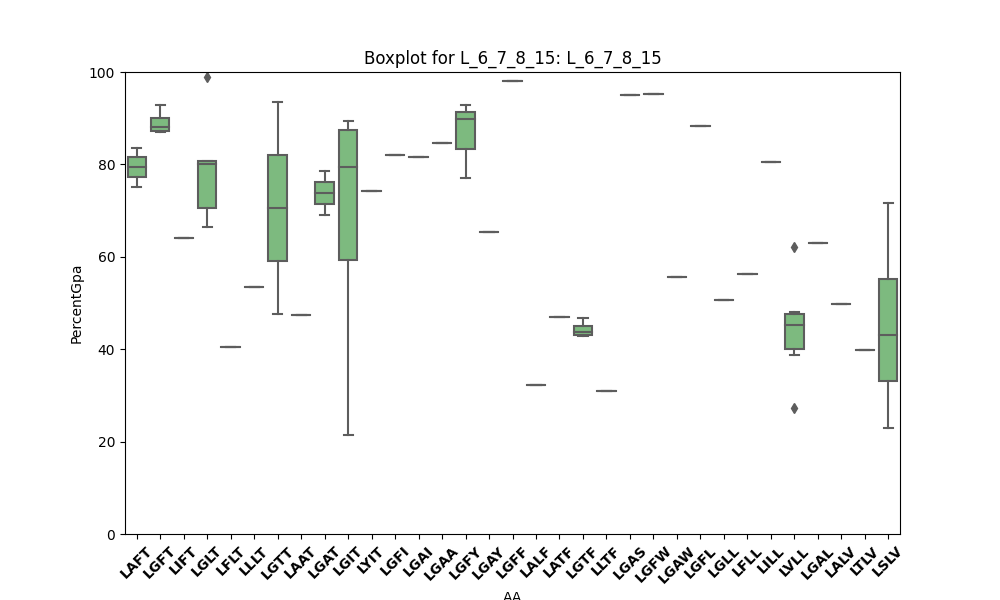 Boxplot for L_6_7_8_15: L_6_7_8_15
100
80
60
40
20
0
PercentGpa
LAFT LGFT LIFT LGLT LFLT LLLT LGTT LAAT LGAT LGIT LYIT LGFI LGAI LGAA LGFY LGAY LGFF LALF LATF LGTF LLTF LGAS LGFW LGAW LGFL LGLL LFLL LILL LVLL LGAL LALV LTLV LSLV
AA